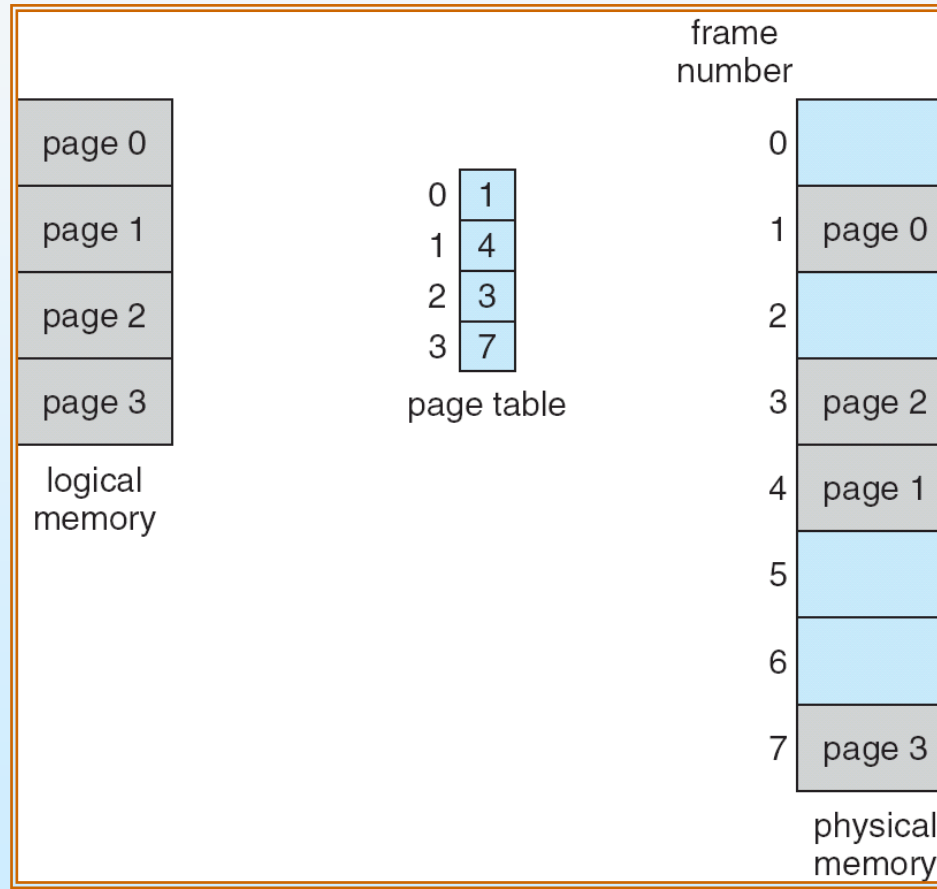 page 0
page 1
page 2
page 3
logical
memory
0 1
1 4
2 3
3 7
page table
frame
number
0
1 page 0
2
3 page 2
4 page 1
5
6
7 page 3
physical
memory